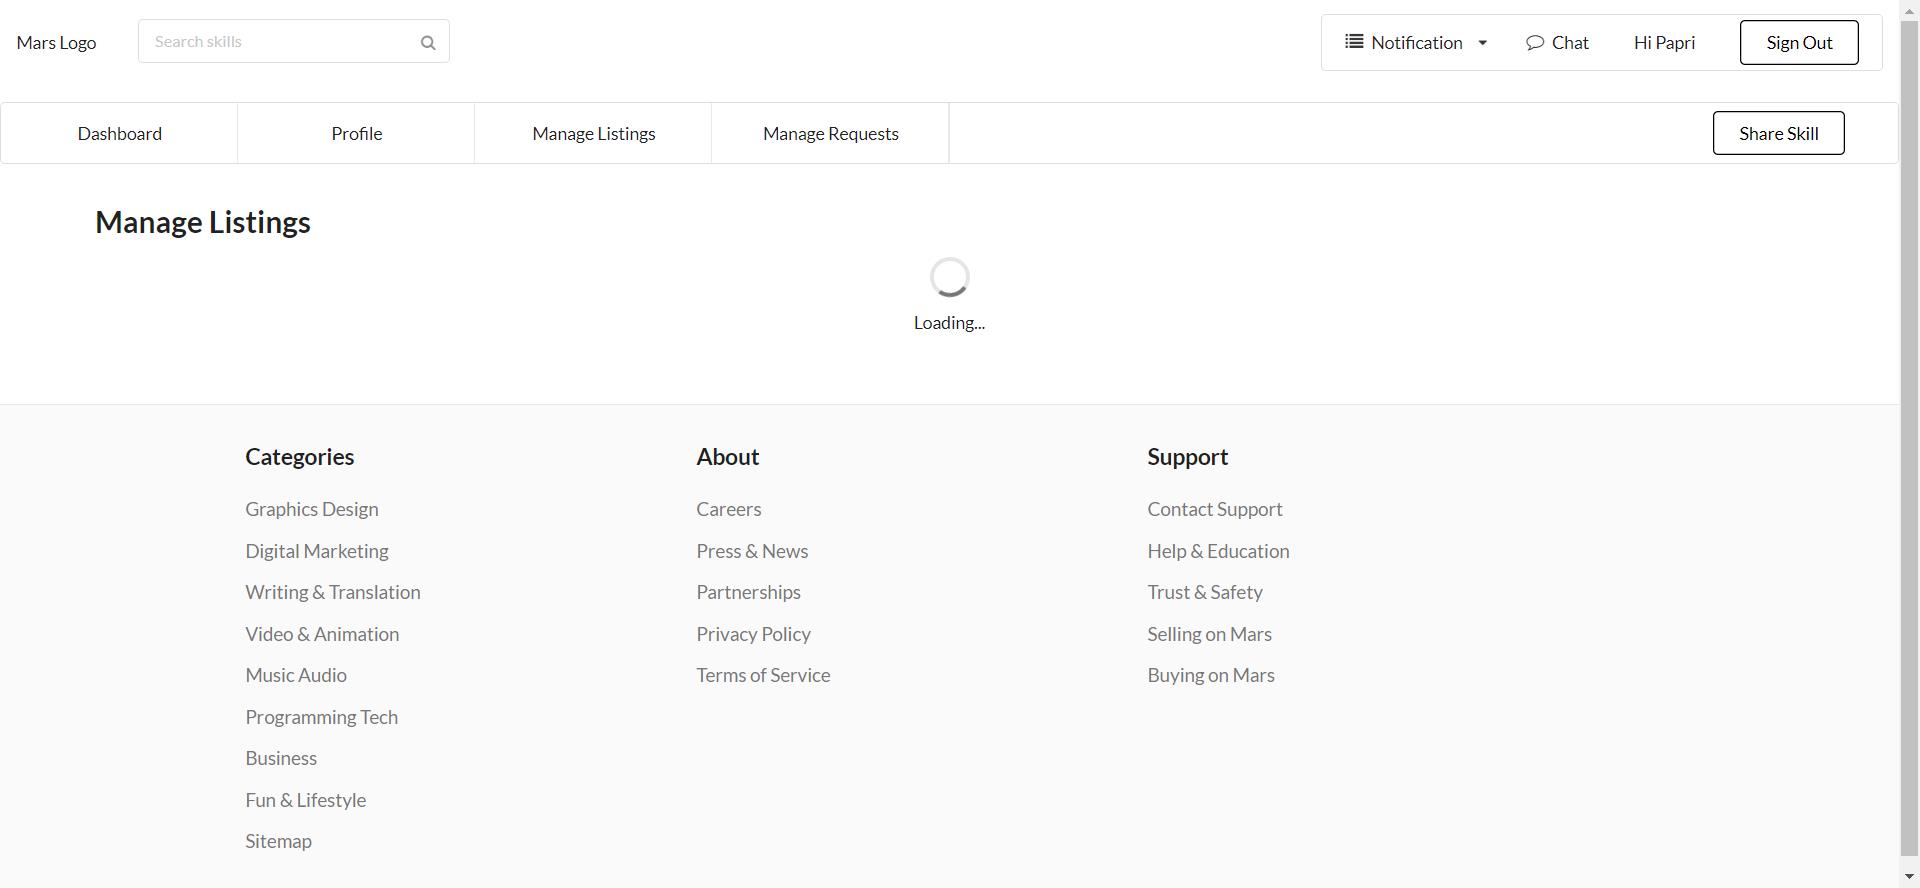 Mars Logo
Search skills
Notification
Chat
Hi Papri
Sign Out
Dashboard
Profile
Manage Listings
Manage Requests
Share Skill
Manage Listings
Loading...
Categories
Graphics Design
Digital Marketing
Writing & Translation
Video & Animation
Music Audio
Programming Tech
Business
Fun & Lifestyle
Sitemap
About
Careers
Press & News
Partnerships
Privacy Policy
Terms of Service
Support
Contact Support
Help & Education
Trust & Safety
Selling on Mars
Buying on Mars